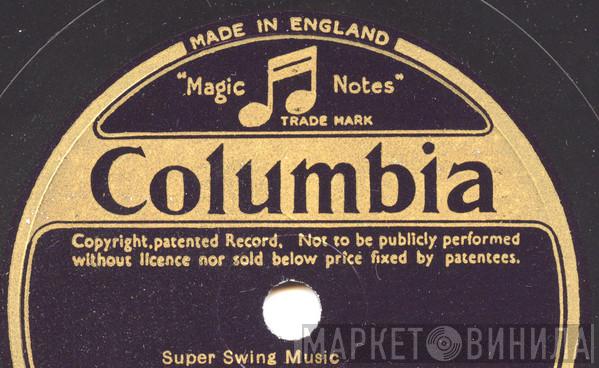 MADE IN ENGLAND
"Magic Notes"
TRADE MARK
Columbia
Copyright, patented Record. Not to be publicly performed
without licence nor sold below price fixed by patentees.
Super Swing Music
МАРКЕТ ВИНИЛА